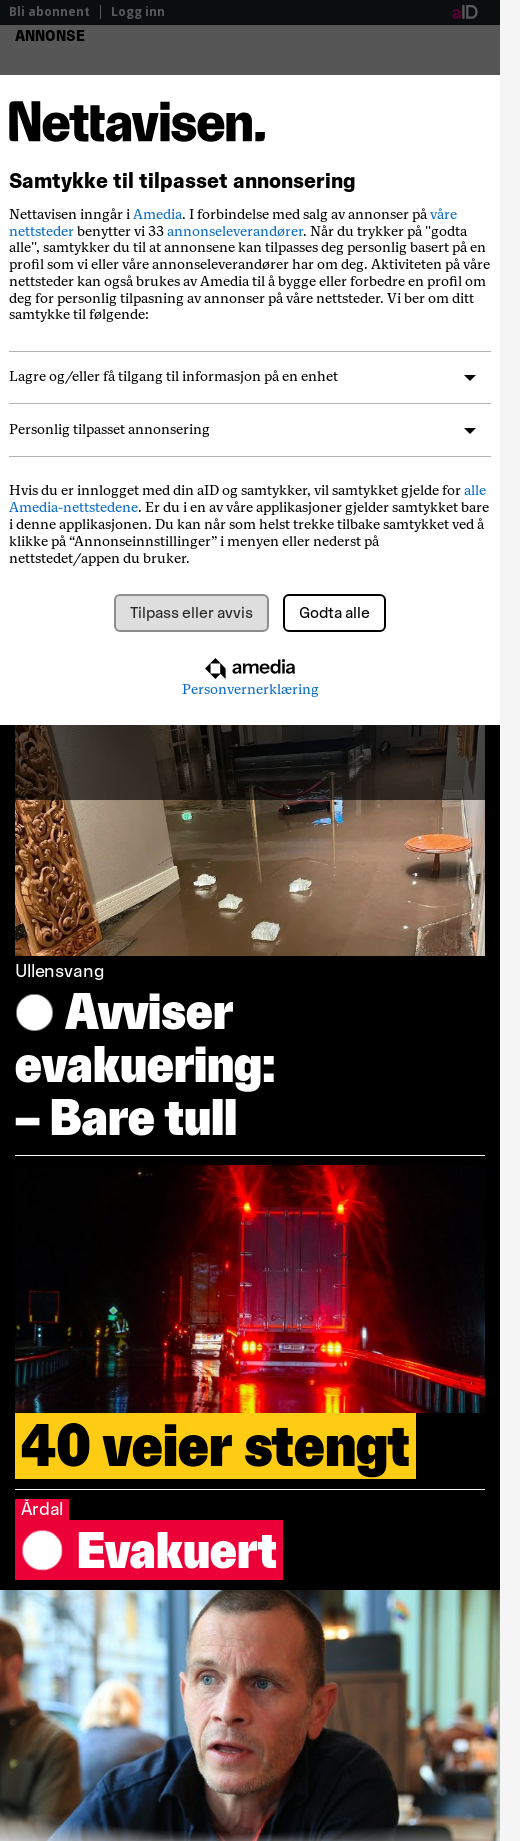 Bli abonnent | Logg inn
aID
ANNONSE
Nettavisen.
Samtykke til tilpasset annonsering
Nettavisen inngår i Amedia. I forbindelse med salg av annonser på våre
nettsteder benytter vi 33 annonseleverandører. Når du trykker på "godta
alle", samtykker du til at annonsene kan tilpasses deg personlig basert på en
profil som vi eller våre annonseleverandører har om deg. Aktiviteten på våre
nettsteder kan også brukes av Amedia til å bygge eller forbedre en profil om
deg for personlig tilpasning av annonser på våre nettsteder. Vi ber om ditt
samtykke til følgende:
Lagre og/eller få tilgang til informasjon på en enhet
Personlig tilpasset annonsering
Hvis du er innlogget med din aID og samtykker, vil samtykket gjelde for alle
Amedia-nettstedene. Er du i en av våre applikasjoner gjelder samtykket bare
i denne applikasjonen. Du kan når som helst trekke tilbake samtykket ved å
klikke på “Annonseinnstillinger” i menyen eller nederst på
nettstedet/appen du bruker.
Tilpass eller avvis
Godta alle
amedia
Personvernerklæring
Ullensvang
Avviser
evakuering:
– Bare tull
40 veier stengt
Årdal
Evakuert